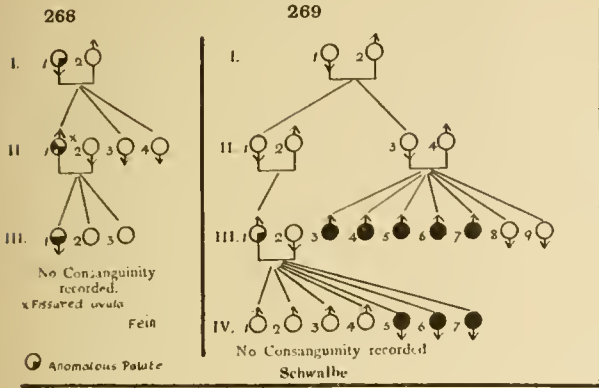 268
I. 1 2
II 1 x 2 3 4
III. 1 2 3
No Consanguinity
recorded.
x Fissured uvula
Fein
Anomalous Palate
269
I. 1 2
II. 1 2 3 4
III. 1 2 3 4 5 6 7 8 9
IV. 1 2 3 4 5 6 7
No Consanguinity recorded
Schwalbe